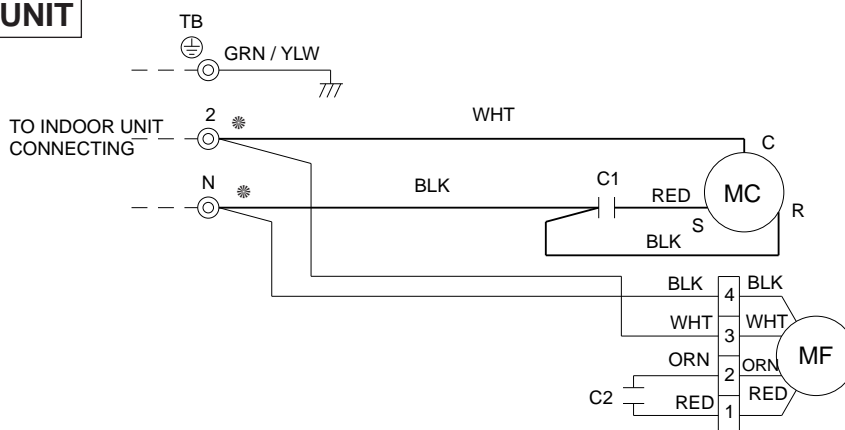 UNIT
TB
GRN / YLW
2
WHT
TO INDOOR UNIT
CONNECTING
C
N
BLK
C1
RED
MC
S
R
BLK
BLK
4
BLK
WHT
3
WHT
MF
ORN
2
ORN
C2
RED
1
RED